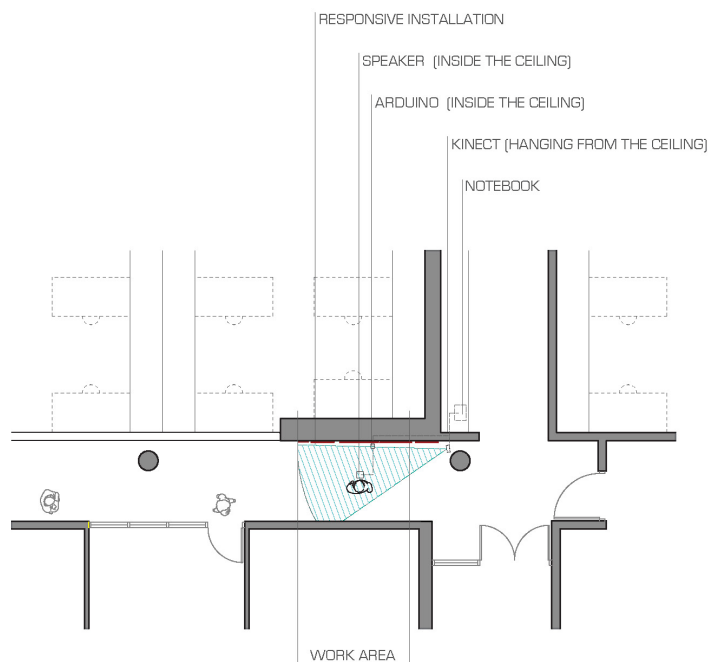 RESPONSIVE INSTALLATION
SPEAKER (INSIDE THE CEILING)
ARDUINO (INSIDE THE CEILING)
KINECT (HANGING FROM THE CEILING)
NOTEBOOK
WORK AREA